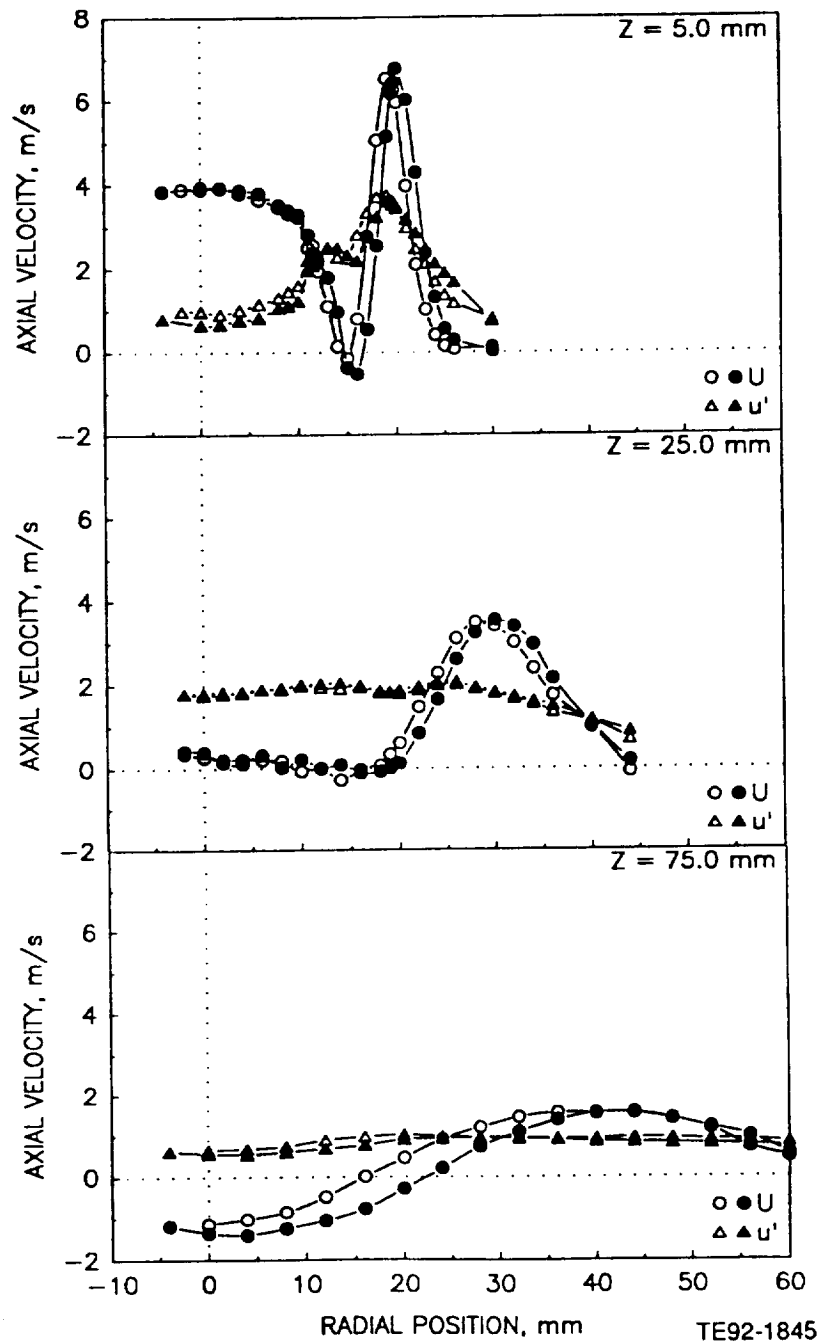 Z = 5.0 mm
8
6
4
2
0
−2
AXIAL VELOCITY, m/s
U
u'
Z = 25.0 mm
6
4
2
0
−2
AXIAL VELOCITY, m/s
U
u'
Z = 75.0 mm
6
4
2
0
−2
AXIAL VELOCITY, m/s
U
u'
−10 0 10 20 30 40 50 60
RADIAL POSITION, mm
TE92-1845